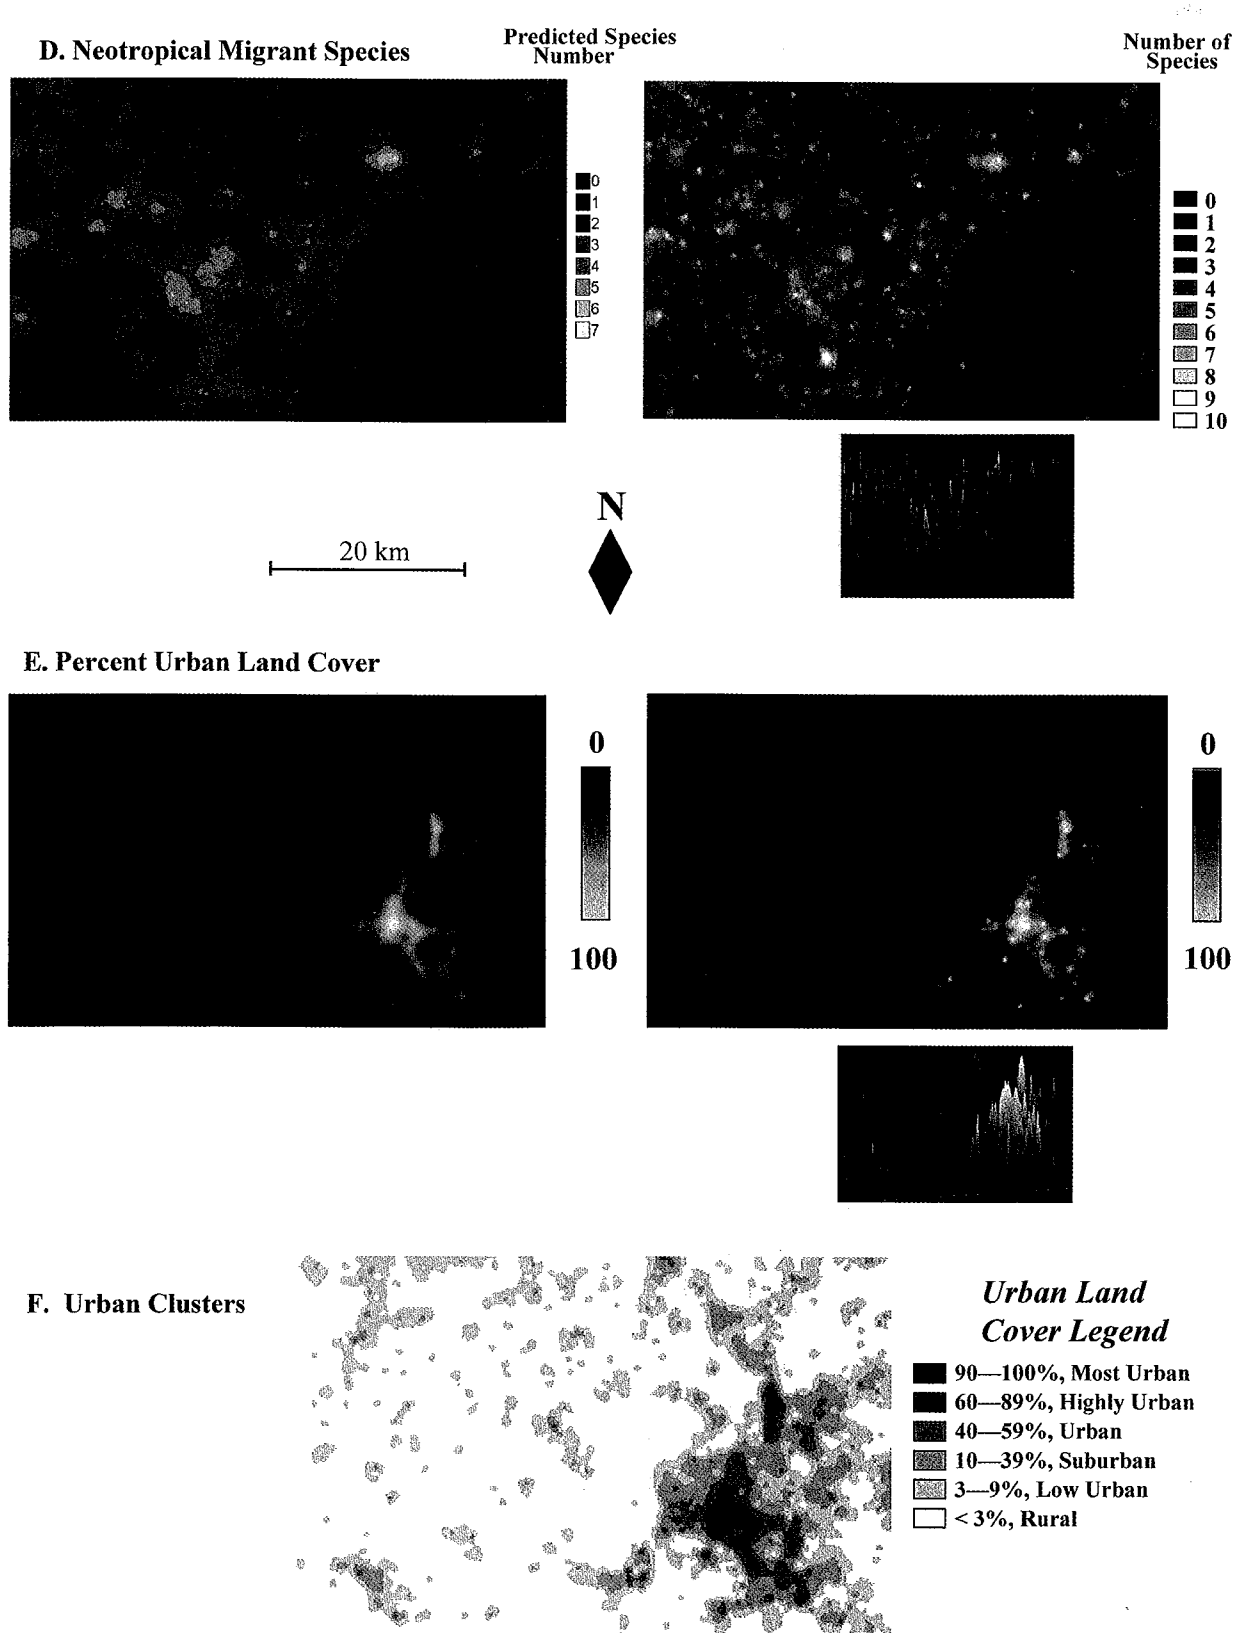 D. Neotropical Migrant Species
Predicted Species
Number
0
1
2
3
4
5
6
7
Number of
Species
0
1
2
3
4
5
6
7
8
9
10
N
20 km
E. Percent Urban Land Cover
0
100
0
100
F. Urban Clusters
Urban Land
Cover Legend
90—100%, Most Urban
60—89%, Highly Urban
40—59%, Urban
10—39%, Suburban
3—9%, Low Urban
< 3%, Rural